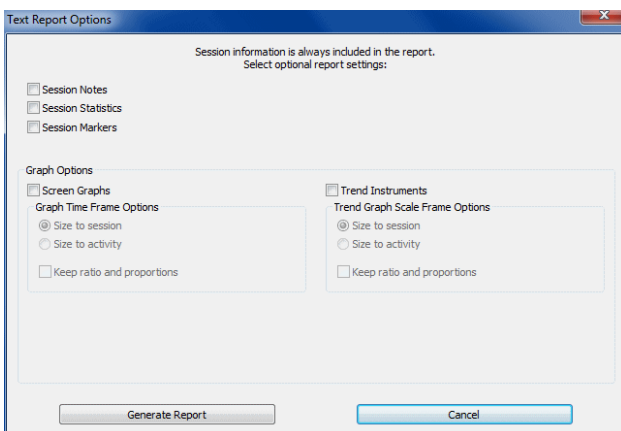 Text Report Options
Session information is always included in the report.
Select optional report settings:
Session Notes
Session Statistics
Session Markers
Graph Options
Screen Graphs
Graph Time Frame Options
Size to session
Size to activity
Keep ratio and proportions
Trend Instruments
Trend Graph Scale Frame Options
Size to session
Size to activity
Keep ratio and proportions
Generate Report
Cancel